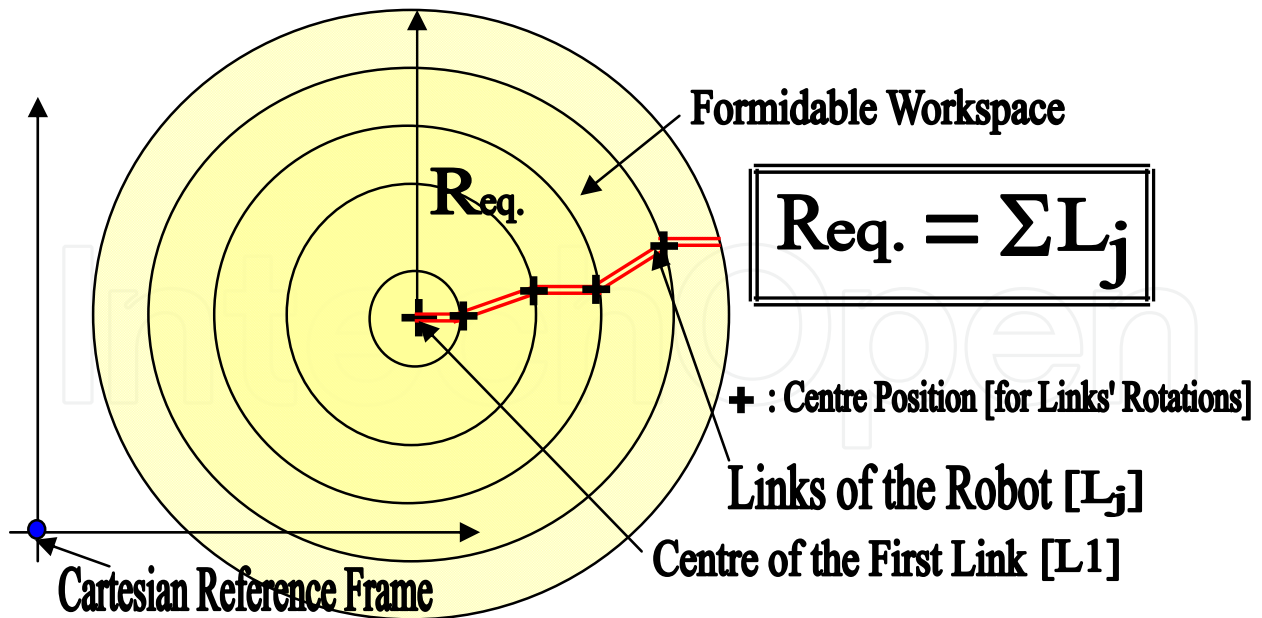 Formidable Workspace
Req.
Req. = ΣLj
+ : Centre Position [for Links' Rotations]
Links of the Robot [Lj]
Centre of the First Link [L1]
Cartesian Reference Frame
IntechOpen